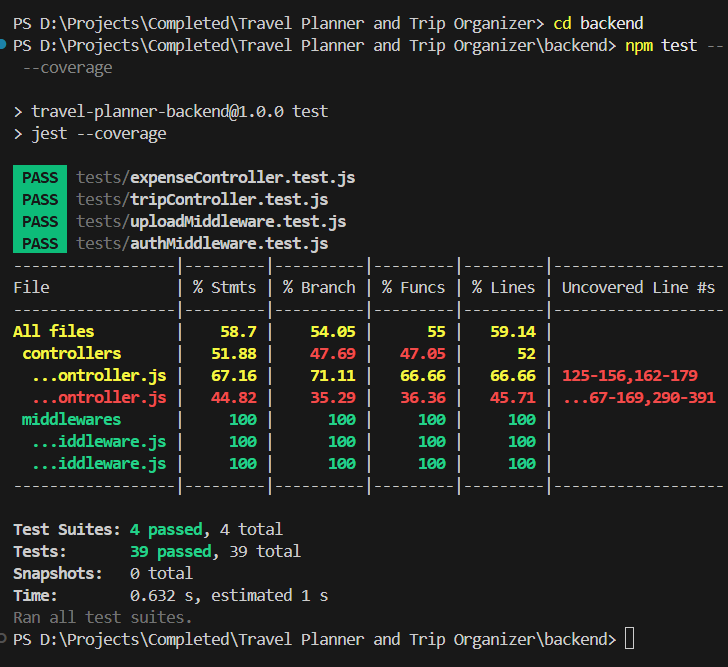 PS D:\Projects\Completed\Travel Planner and Trip Organizer> cd backend
PS D:\Projects\Completed\Travel Planner and Trip Organizer\backend> npm test --
 --coverage
> travel-planner-backend@1.0.0 test
> jest --coverage
PASS tests/expenseController.test.js
PASS tests/tripController.test.js
PASS tests/uploadMiddleware.test.js
PASS tests/authMiddleware.test.js
------------------|---------|----------|---------|---------|-------------------
File              | % Stmts | % Branch | % Funcs | % Lines | Uncovered Line #s
------------------|---------|----------|---------|---------|-------------------
All files         |    58.7 |    54.05 |      55 |   59.14 |
 controllers      |   51.88 |    47.69 |   47.05 |      52 |
  ...ontroller.js |   67.16 |    71.11 |   66.66 |   66.66 | 125-156,162-179
  ...ontroller.js |   44.82 |    35.29 |   36.36 |   45.71 | ...67-169,290-391
 middlewares      |     100 |      100 |     100 |     100 |
  ...iddleware.js |     100 |      100 |     100 |     100 |
  ...iddleware.js |     100 |      100 |     100 |     100 |
------------------|---------|----------|---------|---------|-------------------
Test Suites: 4 passed, 4 total
Tests:       39 passed, 39 total
Snapshots:   0 total
Time:        0.632 s, estimated 1 s
Ran all test suites.
PS D:\Projects\Completed\Travel Planner and Trip Organizer\backend>